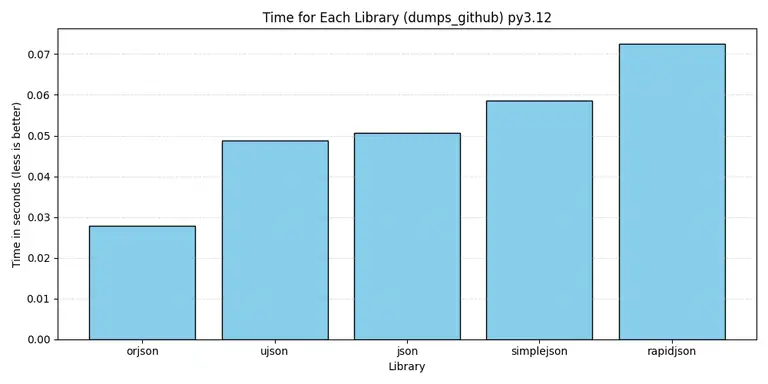 Time for Each Library (dumps_github) py3.12
Time in seconds (less is better)
0.07
0.06
0.05
0.04
0.03
0.02
0.01
0.00
orjson ujson json simplejson rapidjson
Library